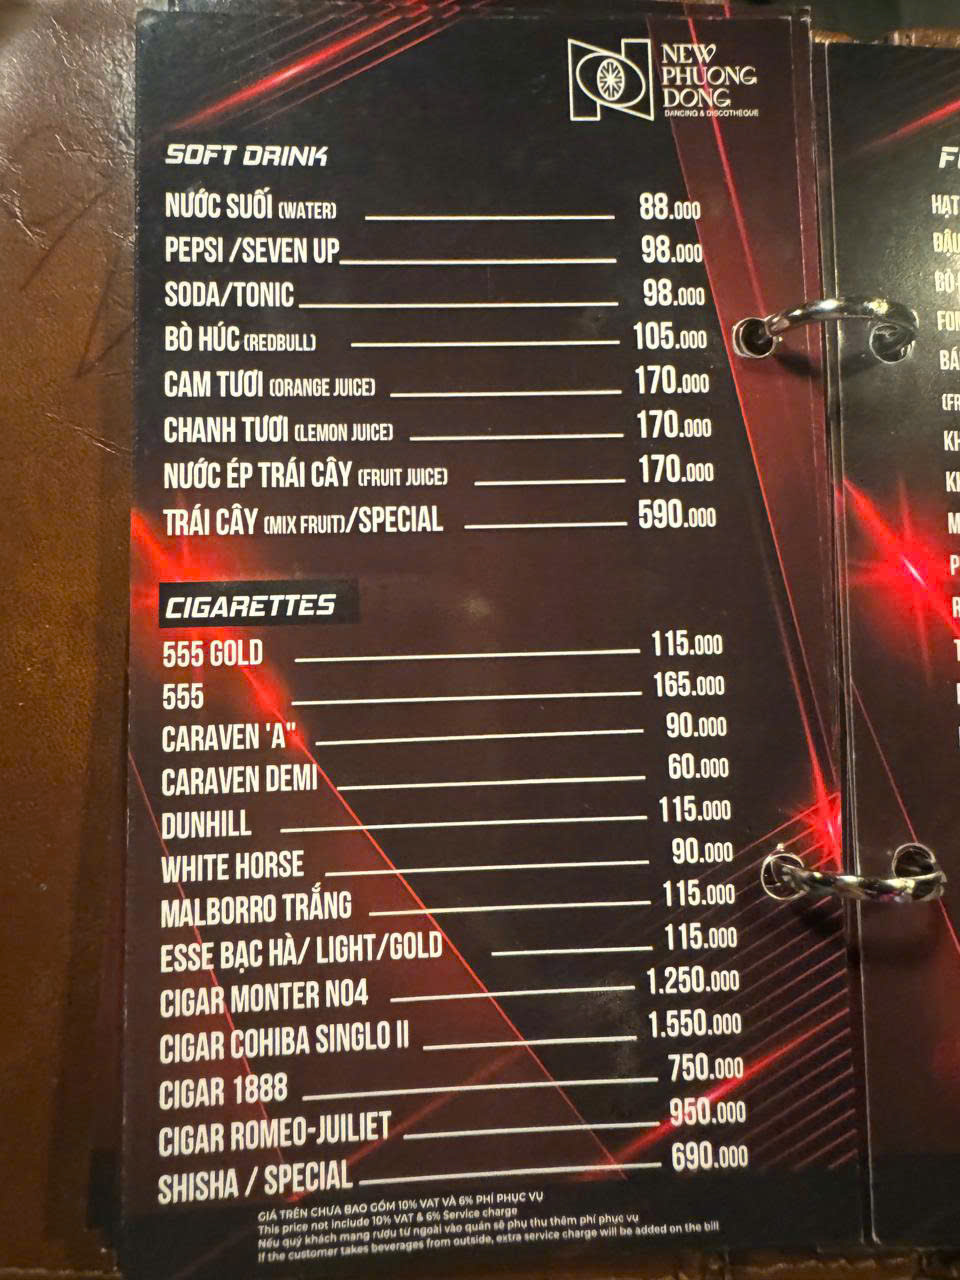 NEW
PHUONG
DONG
DANCING & DISCOTHEQUE
SOFT DRINK
NƯỚC SUỐI (WATER) 88.000
PEPSI /SEVEN UP 98.000
SODA/TONIC 98.000
BÒ HÚC (REDBULL) 105.000
CAM TƯƠI (ORANGE JUICE) 170.000
CHANH TƯƠI (LEMON JUICE) 170.000
NƯỚC ÉP TRÁI CÂY (FRUIT JUICE) 170.000
TRÁI CÂY (MIX FRUIT)/SPECIAL 590.000
CIGARETTES
555 GOLD 115.000
555 165.000
CARAVEN 'A" 90.000
CARAVEN DEMI 60.000
DUNHILL 115.000
WHITE HORSE 90.000
MALBORRO TRẮNG 115.000
ESSE BẠC HÀ/ LIGHT/GOLD 115.000
CIGAR MONTER NO4 1.250.000
CIGAR COHIBA SINGLO II 1.550.000
CIGAR 1888 750.000
CIGAR ROMEO-JUILIET 950.000
SHISHA / SPECIAL 690.000
GIÁ TRÊN CHƯA BAO GỒM 10% VAT VÀ 6% PHÍ PHỤC VỤ
This price not include 10% VAT & 6% Service charge
Nếu quý khách mang rượu từ ngoài vào quán sẽ phụ thu thêm phí phục vụ
If the customer takes beverages from outside, extra service charge will be added on the bill
HẠT
ĐẬU